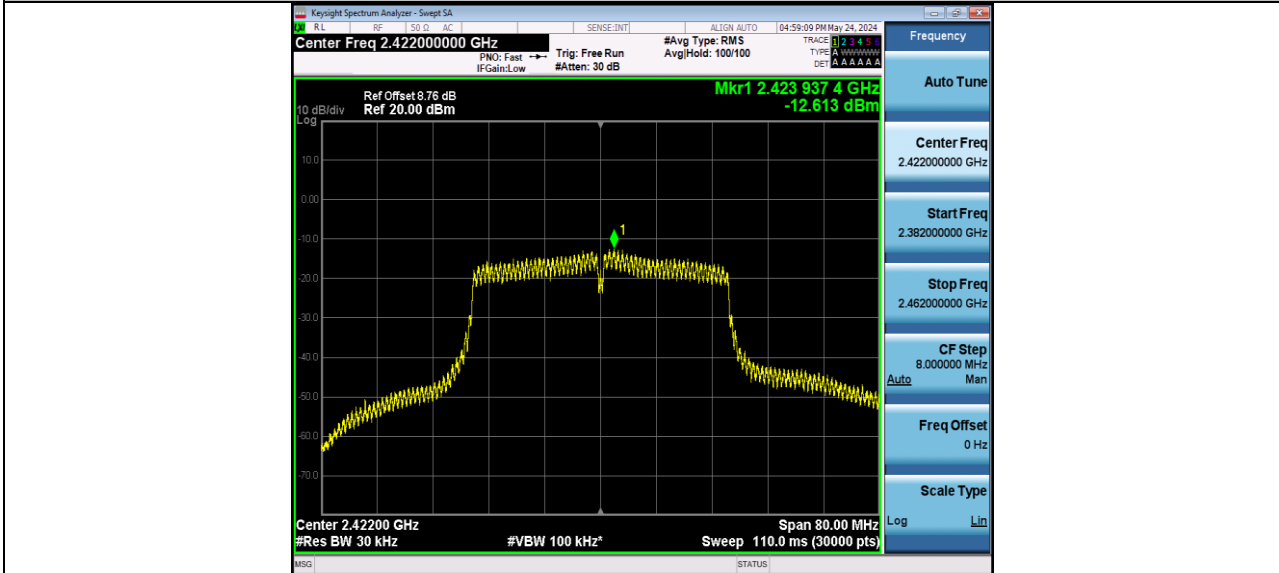 Keysight Spectrum Analyzer - Swept SA
RL RF 50 Ω AC SENSE:INT ALIGN AUTO 04:59:09 PM May 24, 2024
Center Freq 2.422000000 GHz
PNO: Fast
IFGain:Low
Trig: Free Run
#Atten: 30 dB
#Avg Type: RMS
Avg|Hold: 100/100
TRACE 1 2 3 4 5 6
TYPE A WWWWW
DET A A A A A A
Mkr1 2.423 937 4 GHz
-12.613 dBm
Ref Offset 8.76 dB
10 dB/div Ref 20.00 dBm
Log
10.0
0.00
-10.0
-20.0
-30.0
-40.0
-50.0
-60.0
-70.0
1
Center 2.42200 GHz Span 80.00 MHz
#Res BW 30 kHz #VBW 100 kHz* Sweep 110.0 ms (30000 pts)
MSG STATUS
Frequency
Auto Tune
Center Freq
2.422000000 GHz
Start Freq
2.382000000 GHz
Stop Freq
2.462000000 GHz
CF Step
8.000000 MHz
Auto Man
Freq Offset
0 Hz
Scale Type
Log Lin